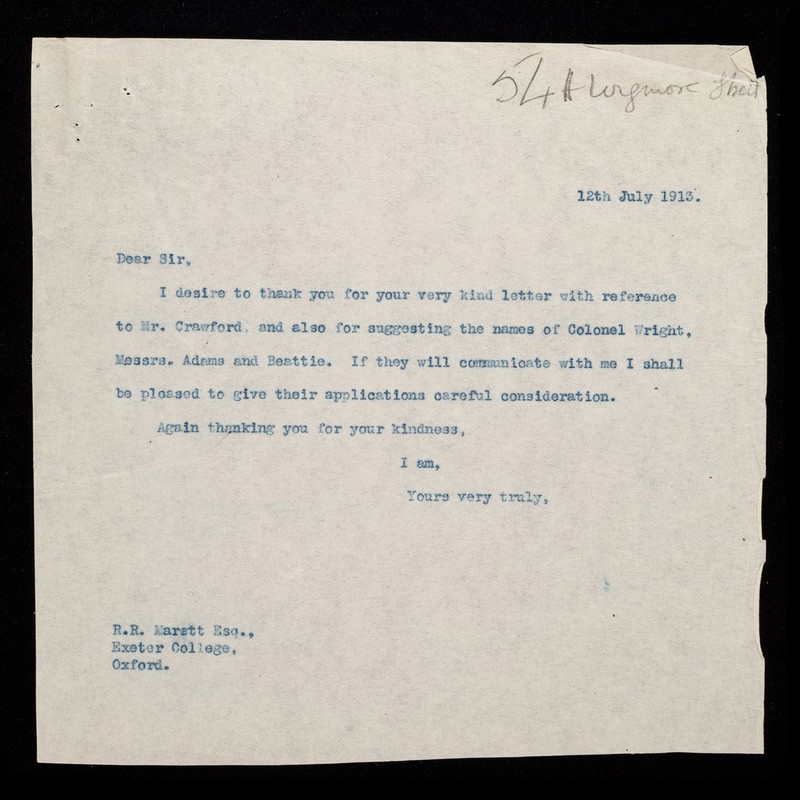 54A Wigmore Street
12th July 1913.
Dear Sir,
I desire to thank you for your very kind letter with reference
to Mr. Crawford, and also for suggesting the names of Colonel Wright,
Messrs. Adams and Beattie. If they will communicate with me I shall
be pleased to give their applications careful consideration.
Again thanking you for your kindness,
I am,
Yours very truly,
R.R. Marett Esq.,
Exeter College,
Oxford.